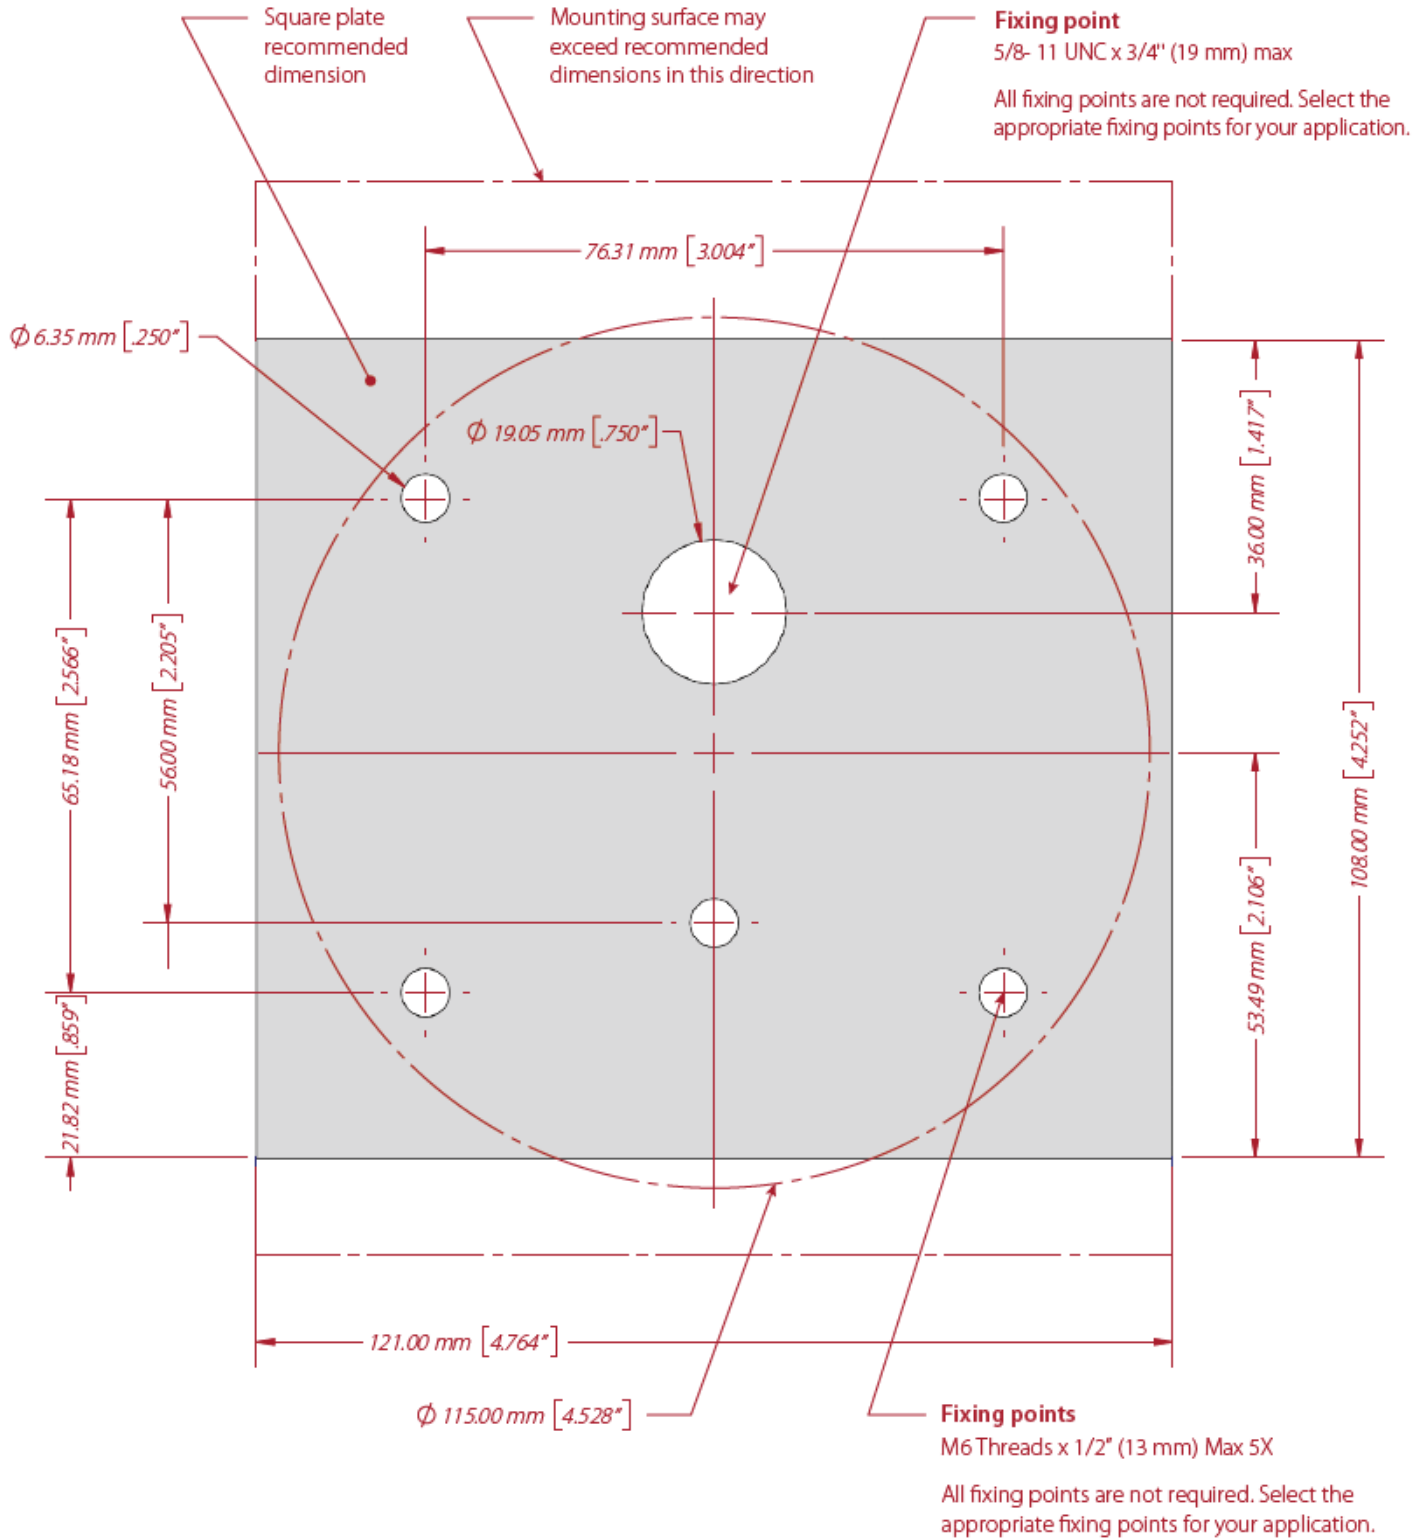 Square plate
recommended
dimension
Mounting surface may
exceed recommended
dimensions in this direction
Fixing point
5/8- 11 UNC x 3/4" (19 mm) max
All fixing points are not required. Select the
appropriate fixing points for your application.
76.31 mm [3.004"]
Ø 6.35 mm [.250"]
Ø 19.05 mm [.750"]
36.00 mm [1.417"]
65.18 mm [2.566"]
56.00 mm [2.205"]
108.00 mm [4.252"]
53.49 mm [2.106"]
21.82 mm [.859"]
121.00 mm [4.764"]
Ø 115.00 mm [4.528"]
Fixing points
M6 Threads x 1/2" (13 mm) Max 5X
All fixing points are not required. Select the
appropriate fixing points for your application.